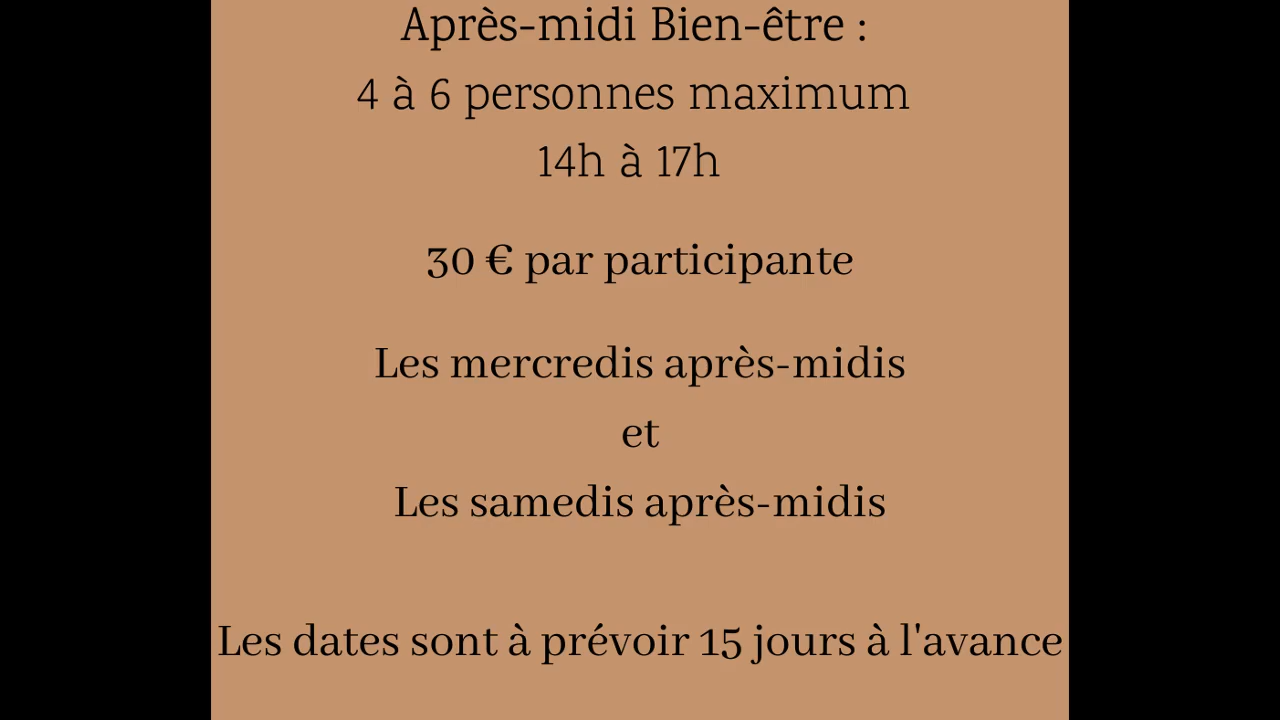 Après-midi Bien-être :
4 à 6 personnes maximum
14h à 17h
30 € par participante
Les mercredis après-midis
et
Les samedis après-midis
Les dates sont à prévoir 15 jours à l'avance